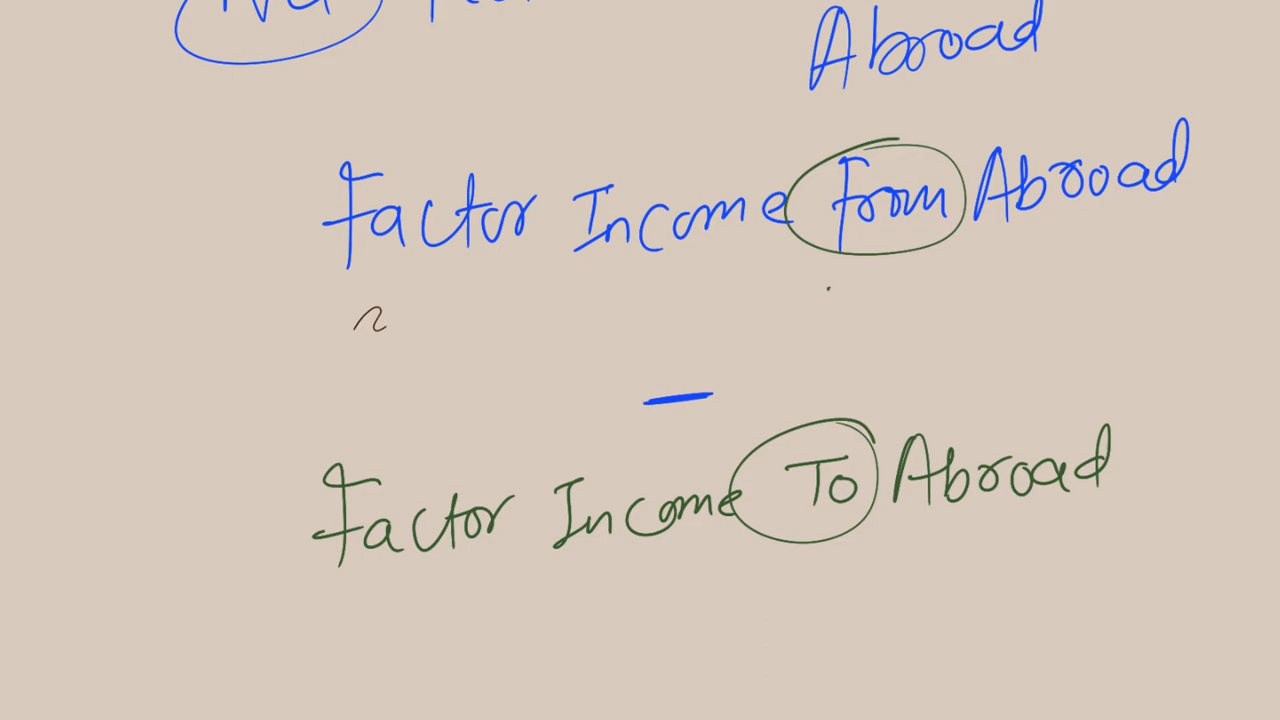 Abroad
Factor Income From Abroad
—
Factor Income To Abroad